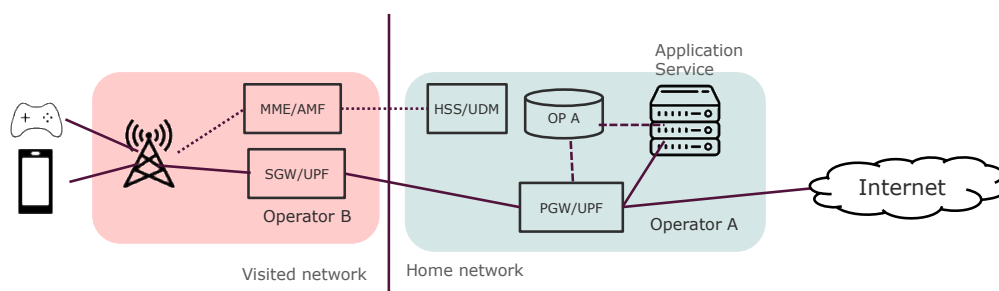 Application
Service
MME/AMF
HSS/UDM
OP A
SGW/UPF
PGW/UPF
Internet
Operator B
Operator A
Visited network
Home network